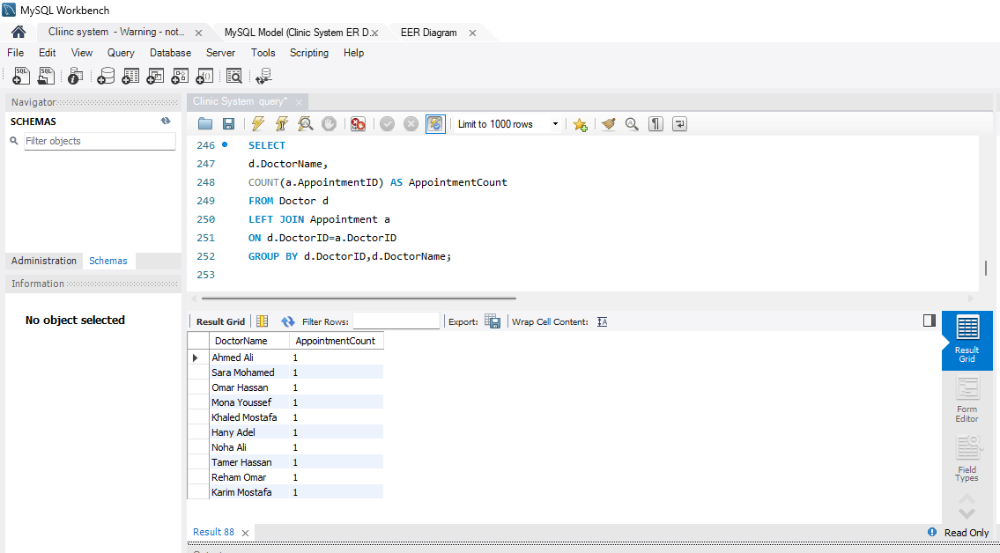 MySQL Workbench
Cliinc system - Warning - not...
MySQL Model (Clinic System ER D...
EER Diagram
File Edit View Query Database Server Tools Scripting Help
Navigator
SCHEMAS
Filter objects
Administration Schemas
Information
No object selected
Clinic System query*
Limit to 1000 rows
246 SELECT
247 d.DoctorName,
248 COUNT(a.AppointmentID) AS AppointmentCount
249 FROM Doctor d
250 LEFT JOIN Appointment a
251 ON d.DoctorID=a.DoctorID
252 GROUP BY d.DoctorID,d.DoctorName;
253
Result Grid Filter Rows: Export: Wrap Cell Content:
DoctorName AppointmentCount
Ahmed Ali 1
Sara Mohamed 1
Omar Hassan 1
Mona Youssef 1
Khaled Mostafa 1
Hany Adel 1
Noha Ali 1
Tamer Hassan 1
Reham Omar 1
Karim Mostafa 1
Result
Grid
Form
Editor
Field
Types
Result 88
Read Only